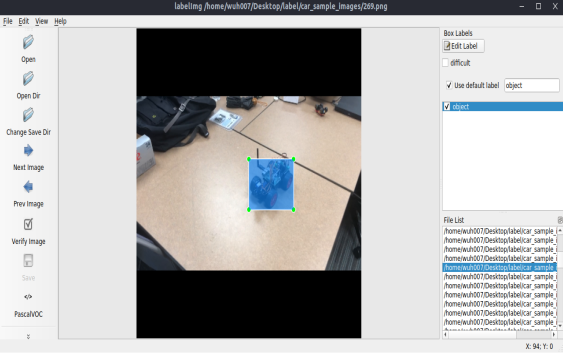 labelImg /home/wuh007/Desktop/label/car_sample_images/269.png
File Edit View Help
Open
Open Dir
Change Save Dir
Next Image
Prev Image
Verify Image
Save
</>
PascalVOC
Box Labels
Edit Label
difficult
Use default label
object
object
File List
/home/wuh007/Desktop/label/car_sample_i
/home/wuh007/Desktop/label/car_sample_i
/home/wuh007/Desktop/label/car_sample_i
/home/wuh007/Desktop/label/car_sample_i
/home/wuh007/Desktop/label/car_sample_i
/home/wuh007/Desktop/label/car_sample_i
/home/wuh007/Desktop/label/car_sample_i
/home/wuh007/Desktop/label/car_sample_i
/home/wuh007/Desktop/label/car_sample_i
/home/wuh007/Desktop/label/car_sample_i
/home/wuh007/Desktop/label/car_sample_i
X: 94; Y: 0